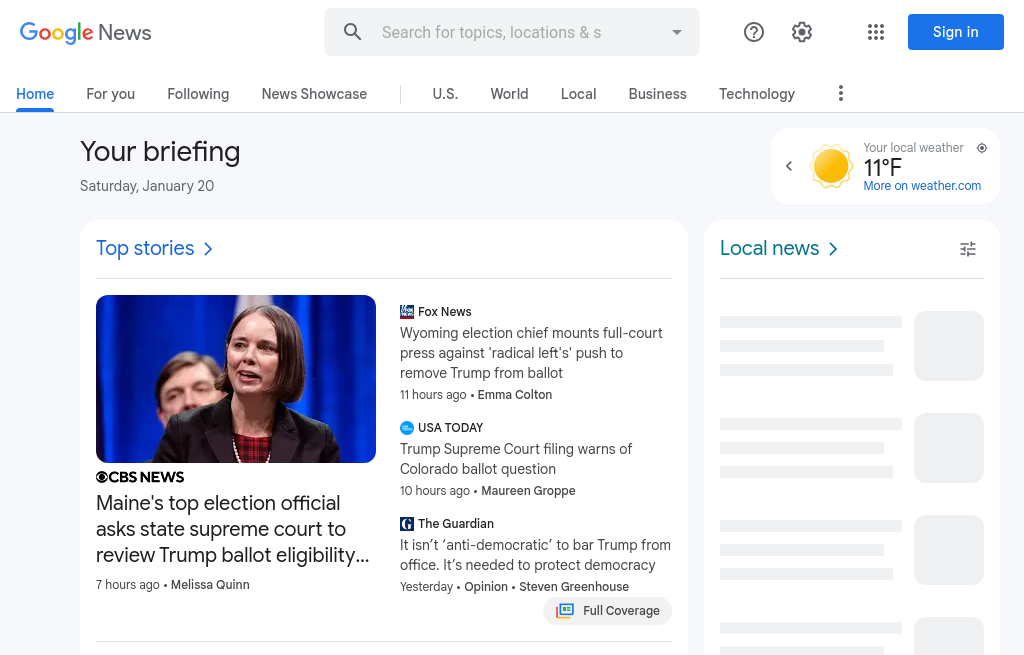 Google News
Search for topics, locations & s
Sign in
Home
For you
Following
News Showcase
U.S.
World
Local
Business
Technology
Your briefing
Saturday, January 20
Your local weather
11°F
More on weather.com
Top stories
Local news
CBS NEWS
Maine's top election official
asks state supreme court to
review Trump ballot eligibility…
7 hours ago • Melissa Quinn
Fox News
Wyoming election chief mounts full-court
press against 'radical left's' push to
remove Trump from ballot
11 hours ago • Emma Colton
USA TODAY
Trump Supreme Court filing warns of
Colorado ballot question
10 hours ago • Maureen Groppe
The Guardian
It isn’t ‘anti-democratic’ to bar Trump from
office. It’s needed to protect democracy
Yesterday • Opinion • Steven Greenhouse
Full Coverage